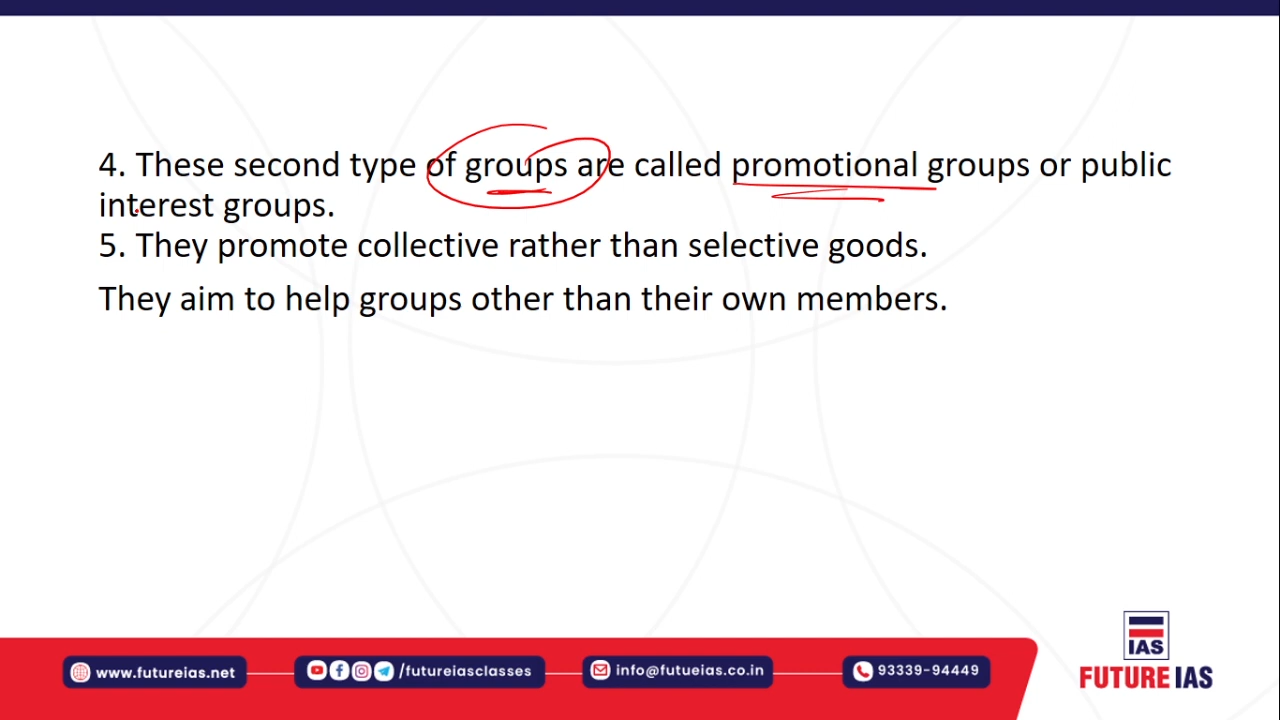 4. These second type of groups are called promotional groups or public
interest groups.
5. They promote collective rather than selective goods.
They aim to help groups other than their own members.
www.futureias.net
/futureiasclasses
info@futueias.co.in
93339-94449
IAS
FUTURE IAS